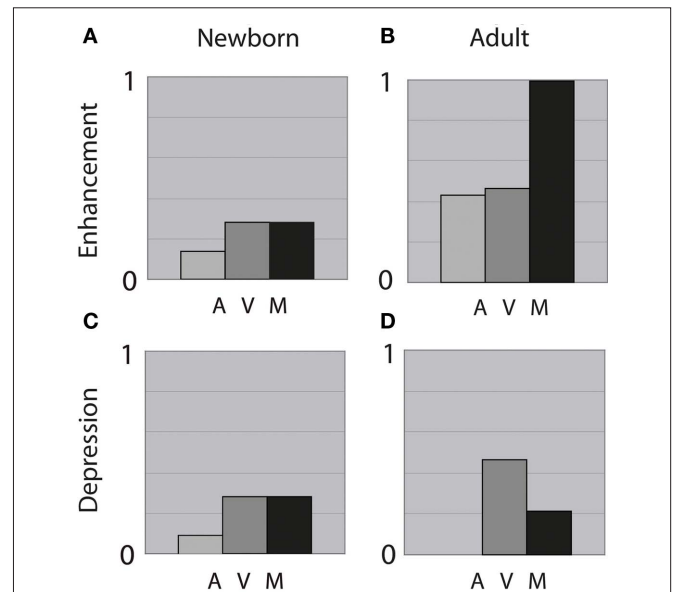 A Newborn B Adult
1 1
Enhancement
0 0
A V M A V M
C D
1 1
Depression
0 0
A V M A V M